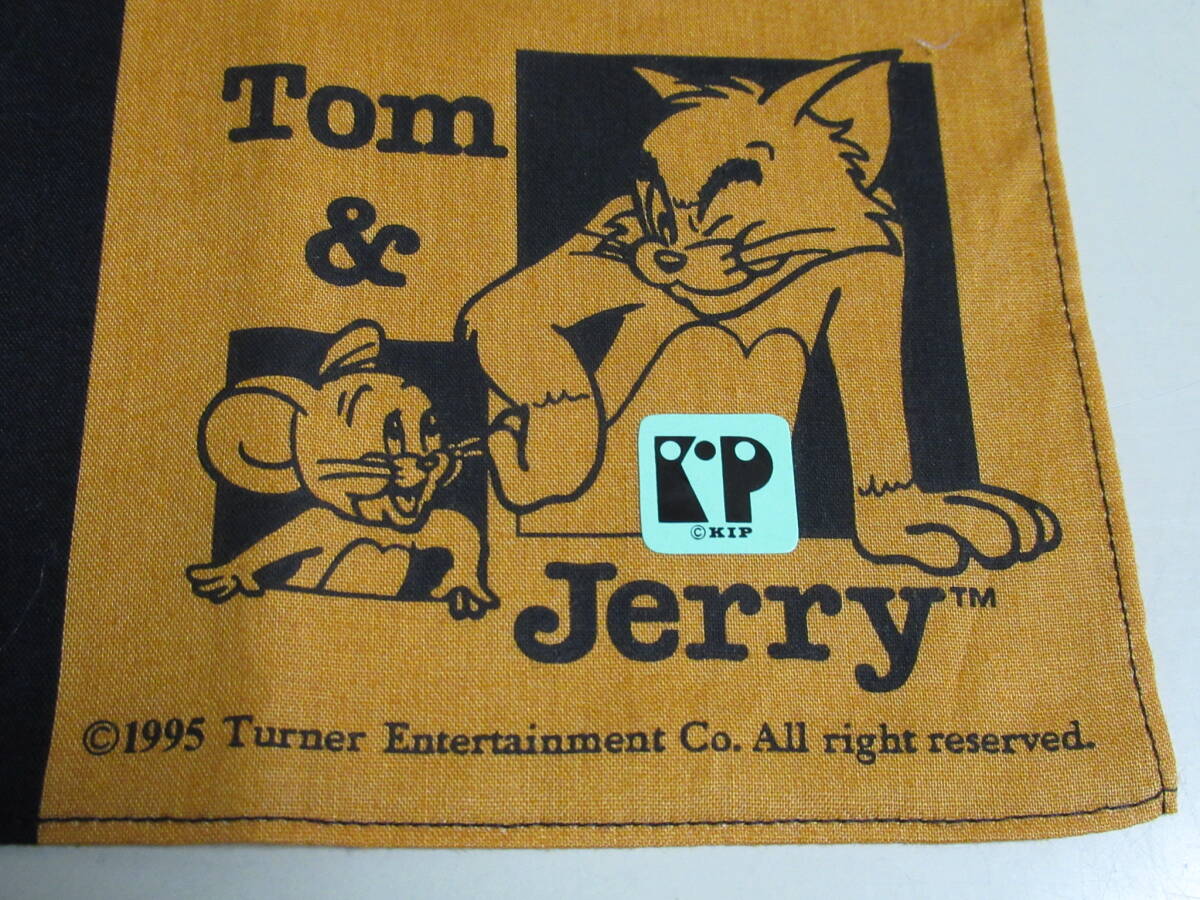 Tom
&
KIP
©KIP
Jerry™
©1995 Turner Entertainment Co. All right reserved.